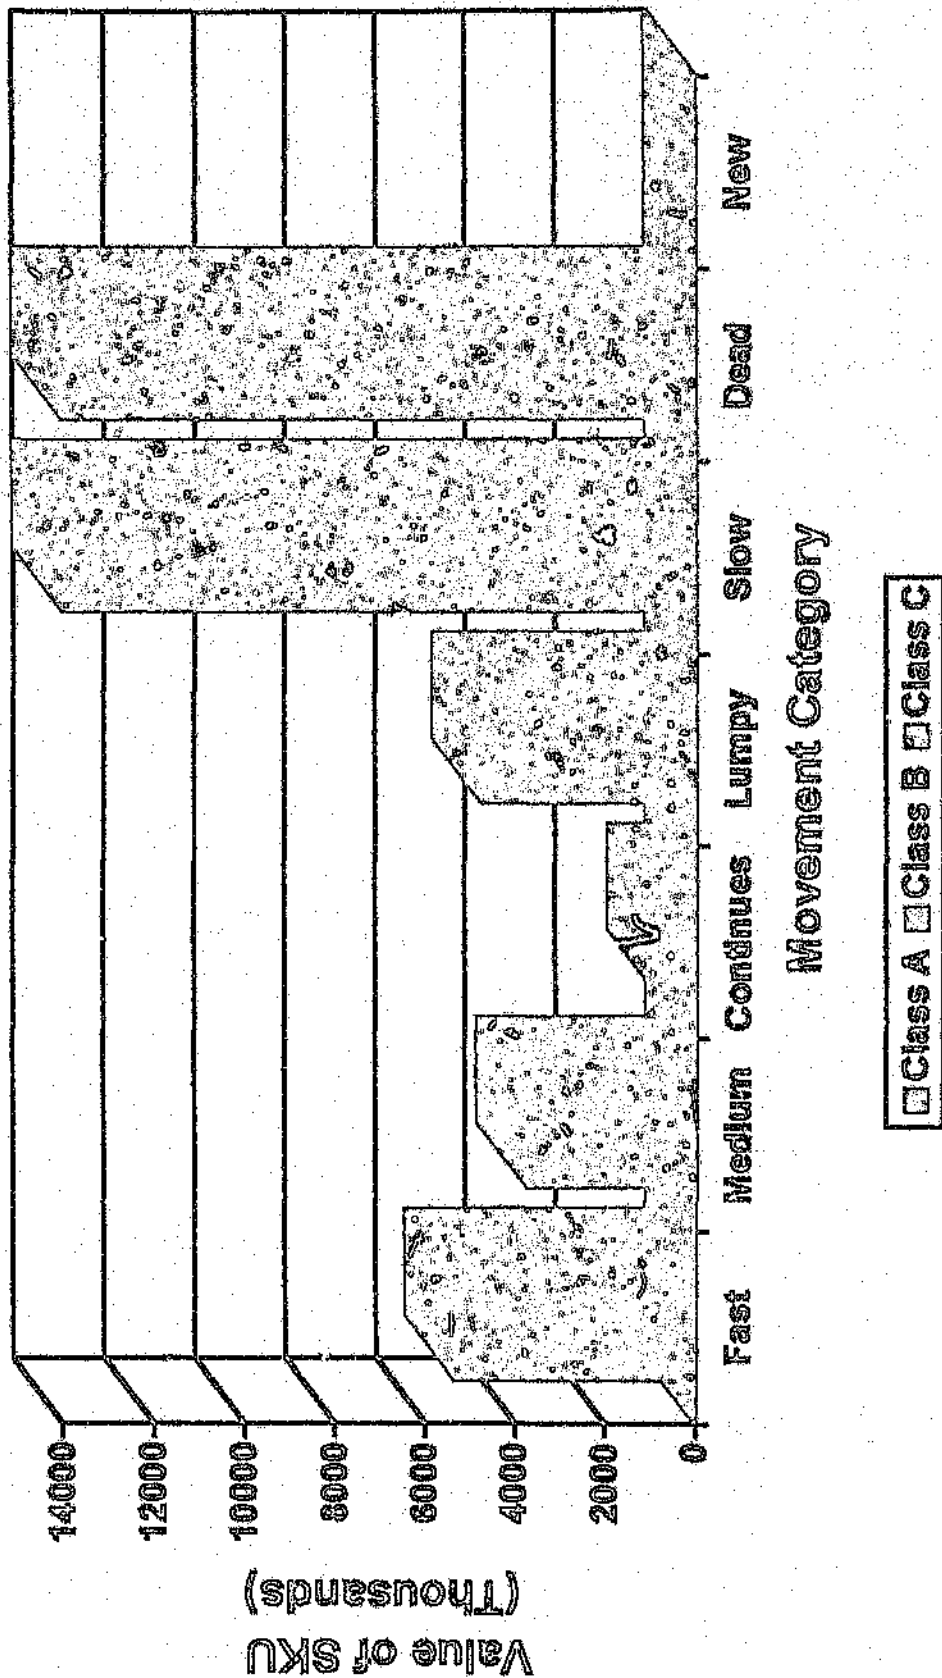 Value of SKU
(Thousands)
14000
12000
10000
8000
6000
4000
2000
0
Fast Medium Continues Lumpy Slow Dead New
Movement Category
Class A Class B Class C